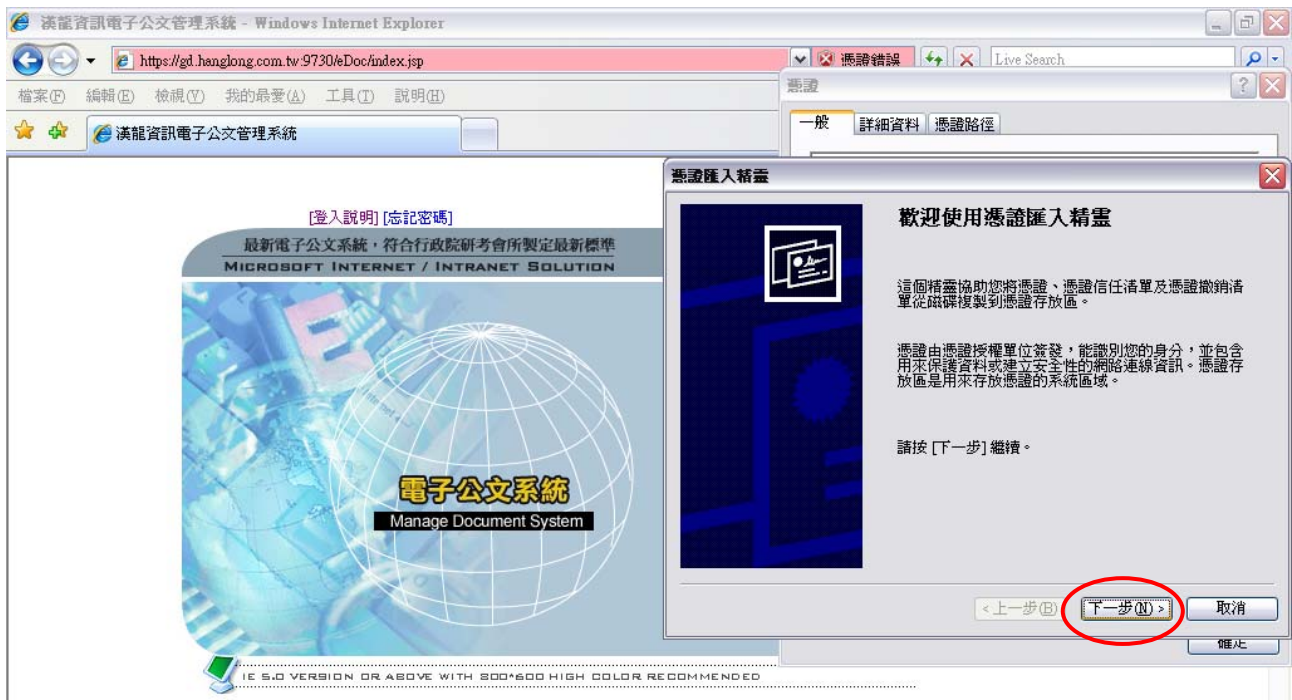 漢龍資訊電子公文管理系統 - Windows Internet Explorer
https://gd.hanglong.com.tw:9730/eDoc/index.jsp
憑證錯誤
Live Search
檔案(F) 編輯(E) 檢視(V) 我的最愛(A) 工具(T) 說明(H)
漢龍資訊電子公文管理系統
憑證
一般 詳細資料 憑證路徑
[登入說明] [忘記密碼]
最新電子公文系統，符合行政院研考會所製定最新標準
MICROSOFT INTERNET / INTRANET SOLUTION
電子公文系統
Manage Document System
IE 5.0 VERSION OR ABOVE WITH 800*600 HIGH COLOR RECOMMENDED
憑證匯入精靈
歡迎使用憑證匯入精靈
這個精靈協助您將憑證、憑證信任清單及憑證撤銷清
單從磁碟複製到憑證存放區。
憑證由憑證授權單位簽發，能識別您的身分，並包含
用來保護資料或建立安全性的網路連線資訊。憑證存
放區是用來存放憑證的系統區域。
請按 [下一步] 繼續。
<上一步(B) 下一步(N)> 取消
確定